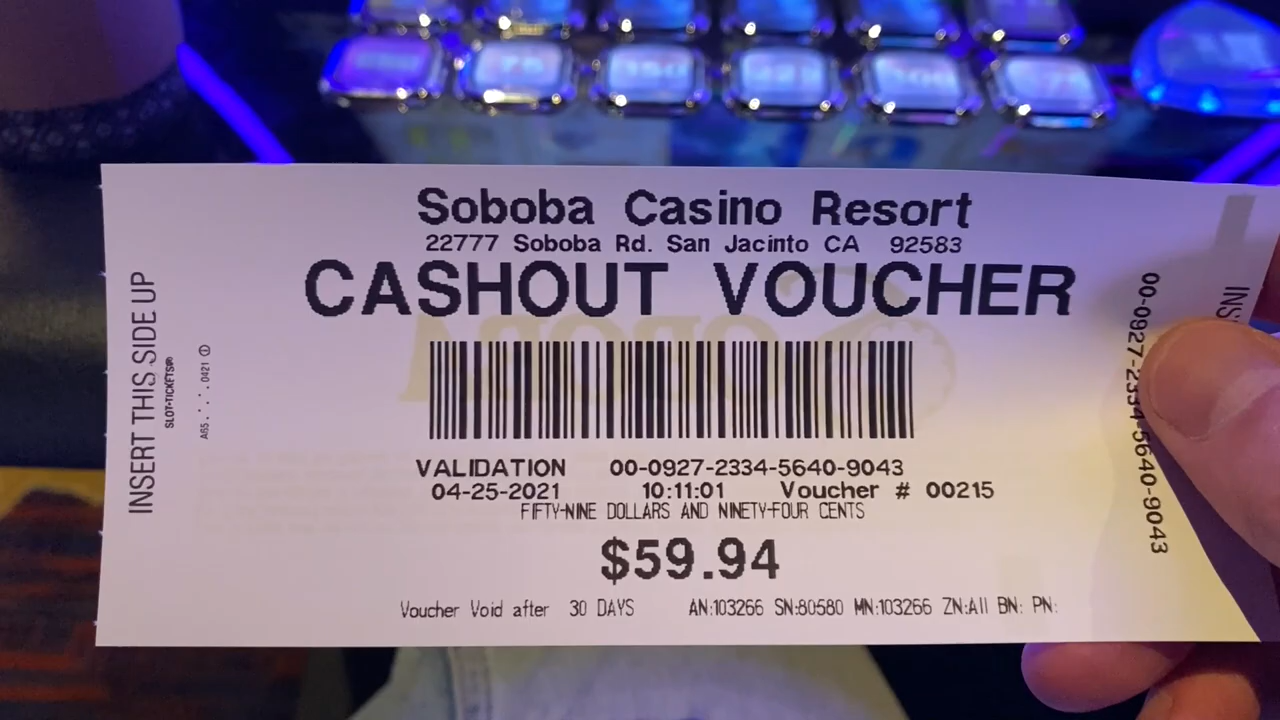 Soboba Casino Resort
22777 Soboba Rd. San Jacinto CA 92583
CASHOUT VOUCHER
INSERT THIS SIDE UP
SLOT-TICKETS®
00-0927-2334-5640-9043
VALIDATION 00-0927-2334-5640-9043
04-25-2021 10:11:01 Voucher # 00215
FIFTY-NINE DOLLARS AND NINETY-FOUR CENTS
$59.94
Voucher Void after 30 DAYS AN:103266 SN:80580 MN:103266 ZN:All BN: PN: